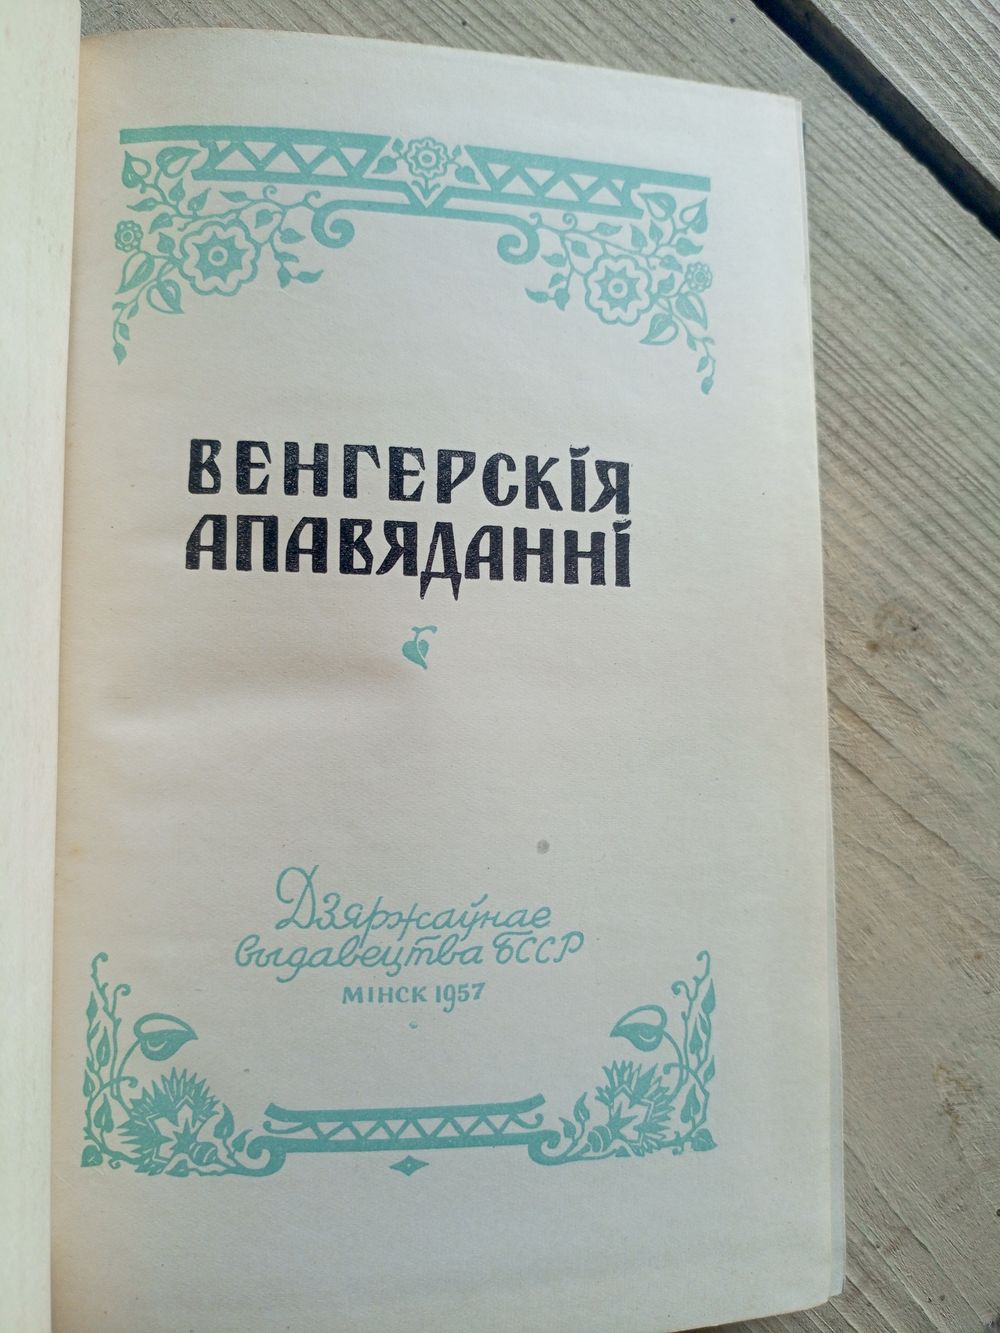 ВЕНГЕРСКІЯ
АПАВЯДАННІ
Дзяржаўнае
выдавецтва БССР
МІНСК 1957